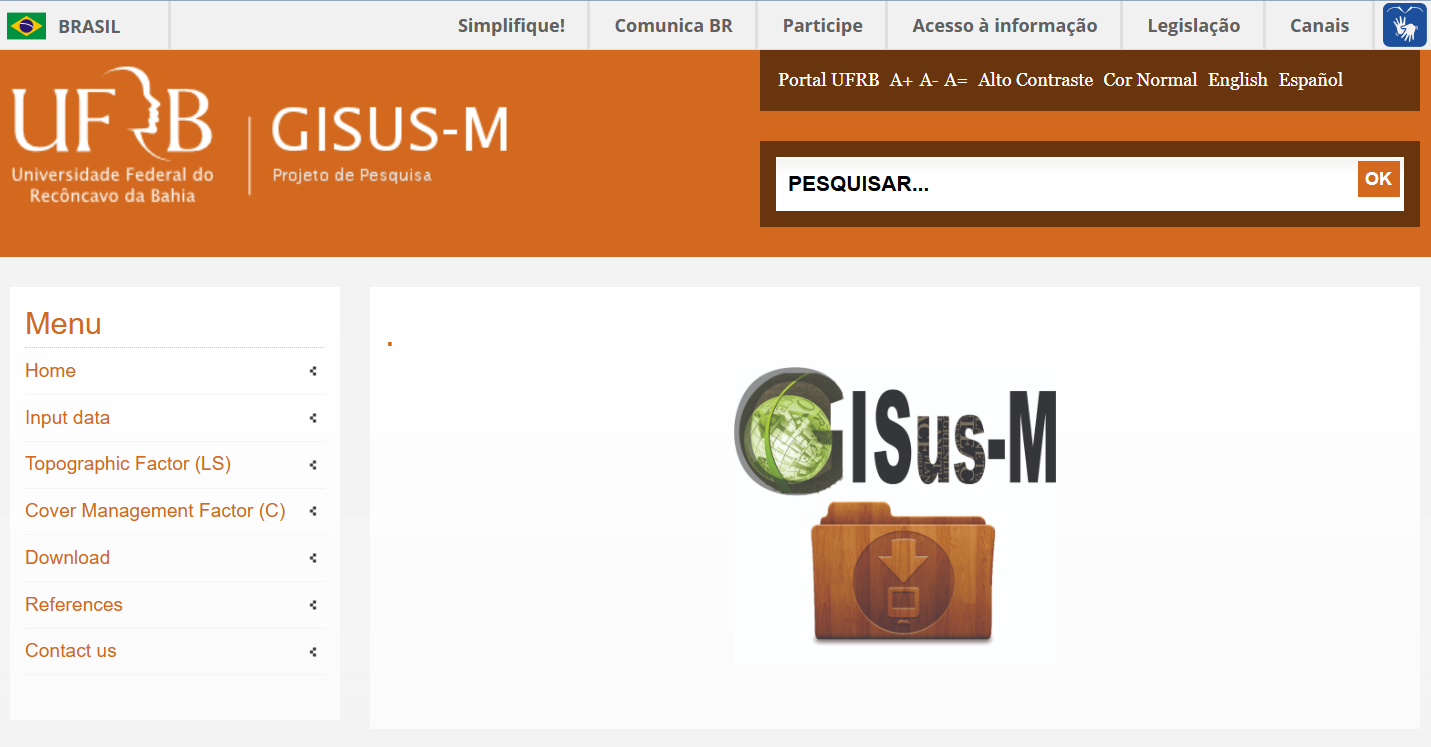 BRASIL
Simplifique!
Comunica BR
Participe
Acesso à informação
Legislação
Canais
Portal UFRB A+ A- A= Alto Contraste Cor Normal English Español
UFRB
Universidade Federal do
Recôncavo da Bahia
GISUS-M
Projeto de Pesquisa
PESQUISAR...
OK
Menu
Home
Input data
Topographic Factor (LS)
Cover Management Factor (C)
Download
References
Contact us
.
GISus-M